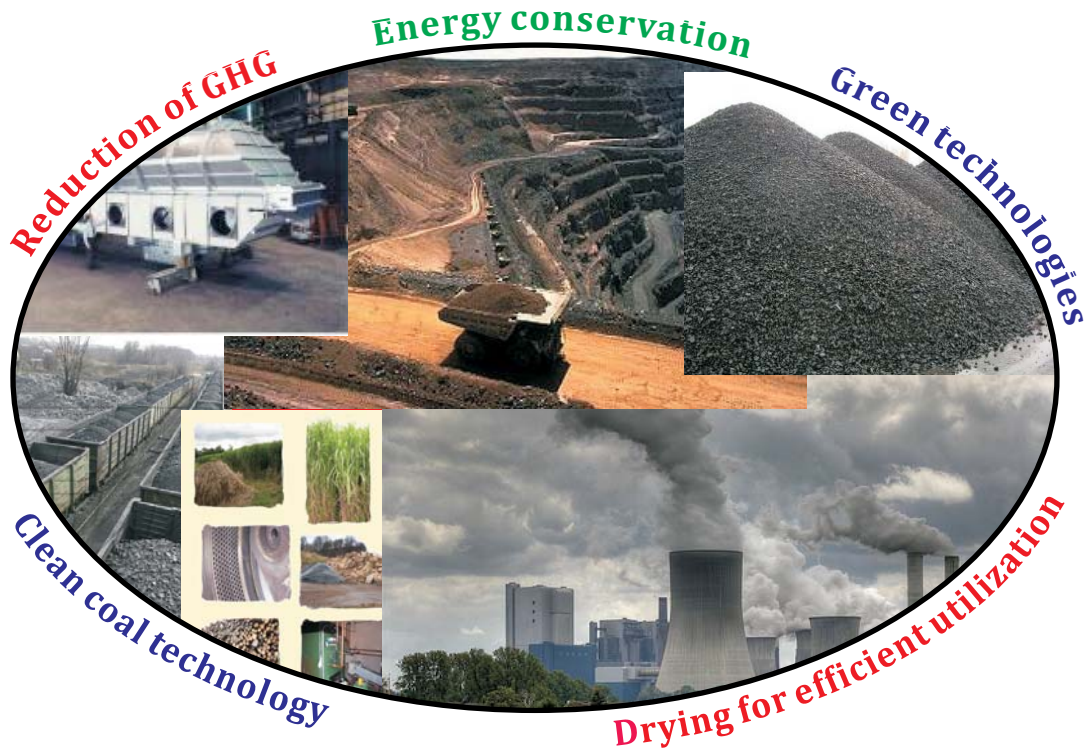 Energy conservation
Reduction of GHG
Green technologies
Clean coal technology
Drying for efficient utilization